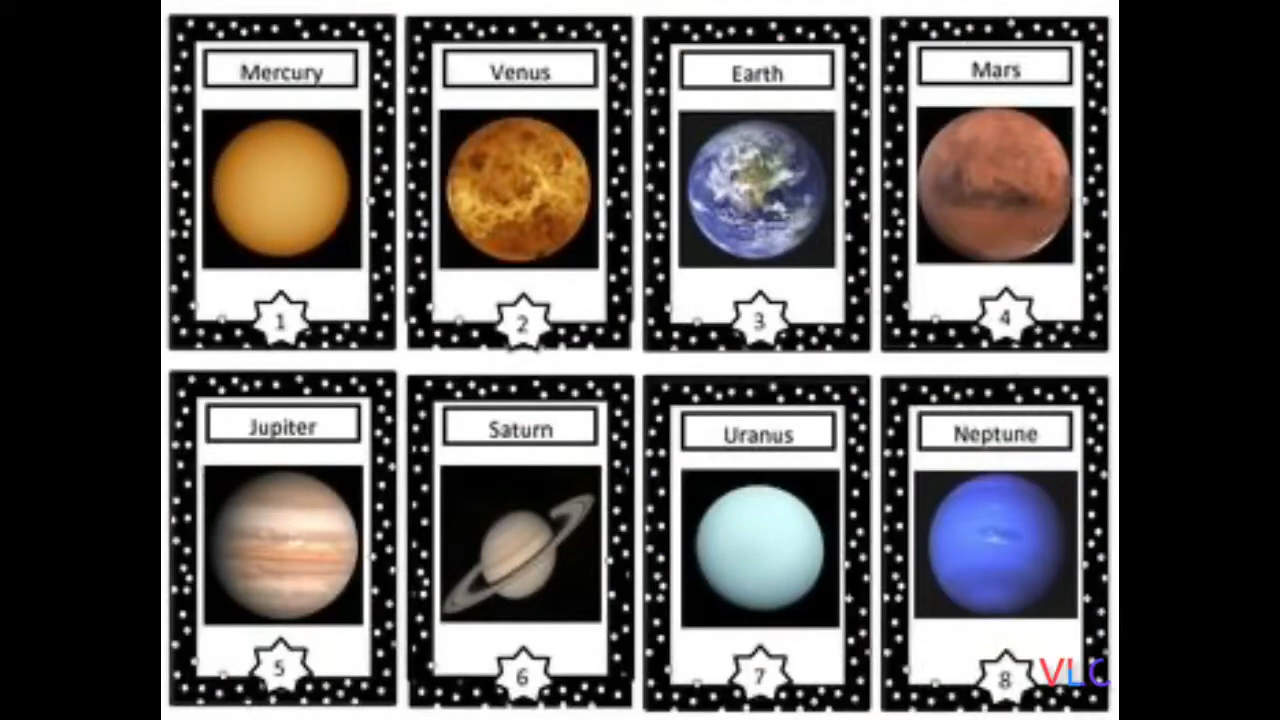 Mercury
Venus
Earth
Mars
1
2
3
4
Jupiter
Saturn
Uranus
Neptune
5
6
7
8
VLC